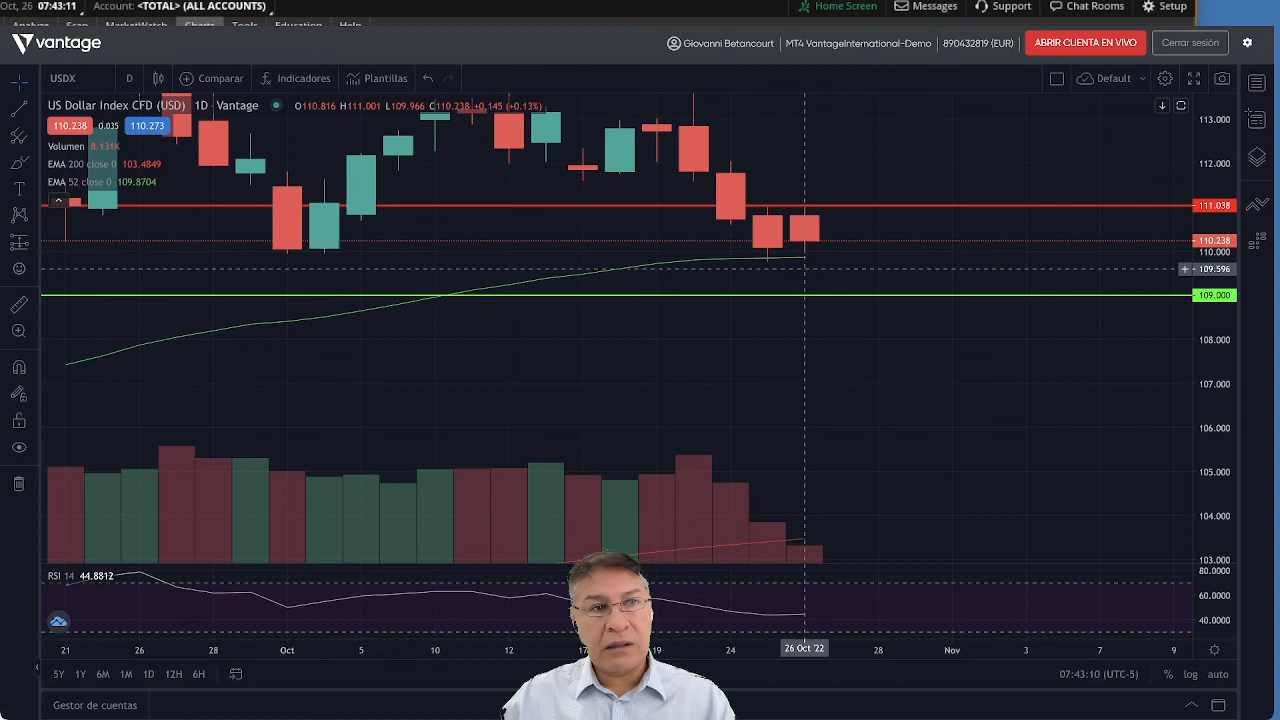 Oct, 26 07:43:11 Account: <TOTAL> (ALL ACCOUNTS) Home Screen Messages Support Chat Rooms Setup
Analyze Scan MarketWatch Charts Tools Education Help
vantage Giovanni Betancourt MT4 VantageInternational-Demo 890432819 (EUR) ABRIR CUENTA EN VIVO Cerrar sesión
USDX D Comparar Indicadores Plantillas Default
US Dollar Index CFD (USD) 1D Vantage O110.816 H111.001 L109.966 C110.238 +0.145 (+0.13%)
110.238 0.035 110.273
Volumen 8.131K
EMA 200 close 0 103.4849
EMA 52 close 0 109.8704
113.000
112.000
111.038
110.238
110.000
109.596
109.000
108.000
107.000
106.000
105.000
104.000
103.000
RSI 14 44.8812
80.0000
60.0000
40.0000
21 26 28 Oct 5 10 12 17 19 24 26 Oct '22 28 Nov 3 7 9
5Y 1Y 6M 1M 1D 12H 6H 07:43:10 (UTC-5) % log auto
Gestor de cuentas